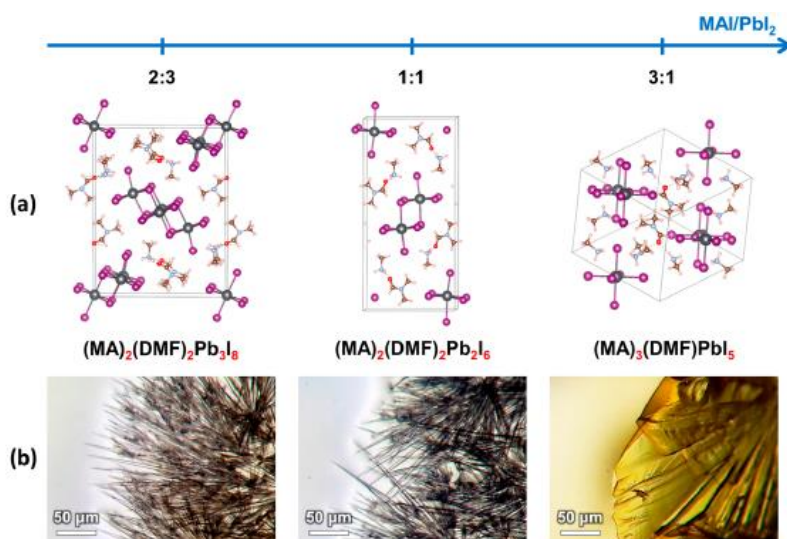 MAI/PbI₂
2:3 1:1 3:1
(a)
(MA)₂(DMF)₂Pb₃I₈ (MA)₂(DMF)₂Pb₂I₆ (MA)₃(DMF)PbI₅
(b)
50 µm 50 µm 50 µm